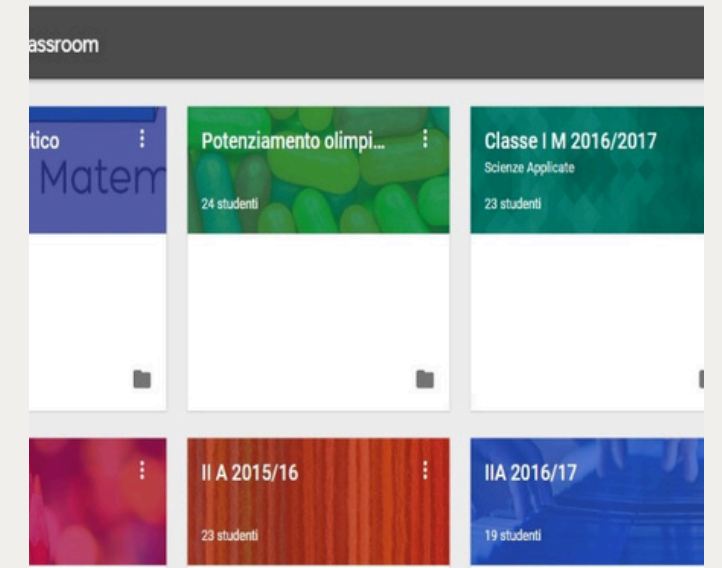 assroom
tico
Matem
Potenziamento olimpi...
24 studenti
Classe I M 2016/2017
Scienze Applicate
23 studenti
II A 2015/16
23 studenti
IIA 2016/17
19 studenti